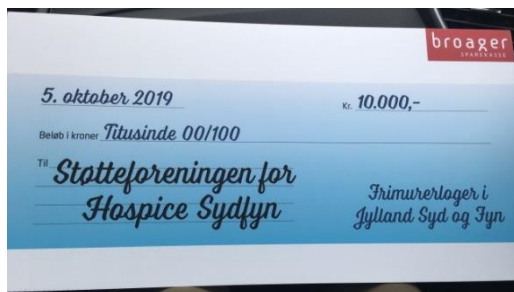 broager
SPAREKASSE
5. oktober 2019
Kr. 10.000,-
Beløb i kroner Titusinde 00/100
Til Støtteforeningen for
Hospice Sydfyn
Frimurerloger i
Jylland Syd og Fyn